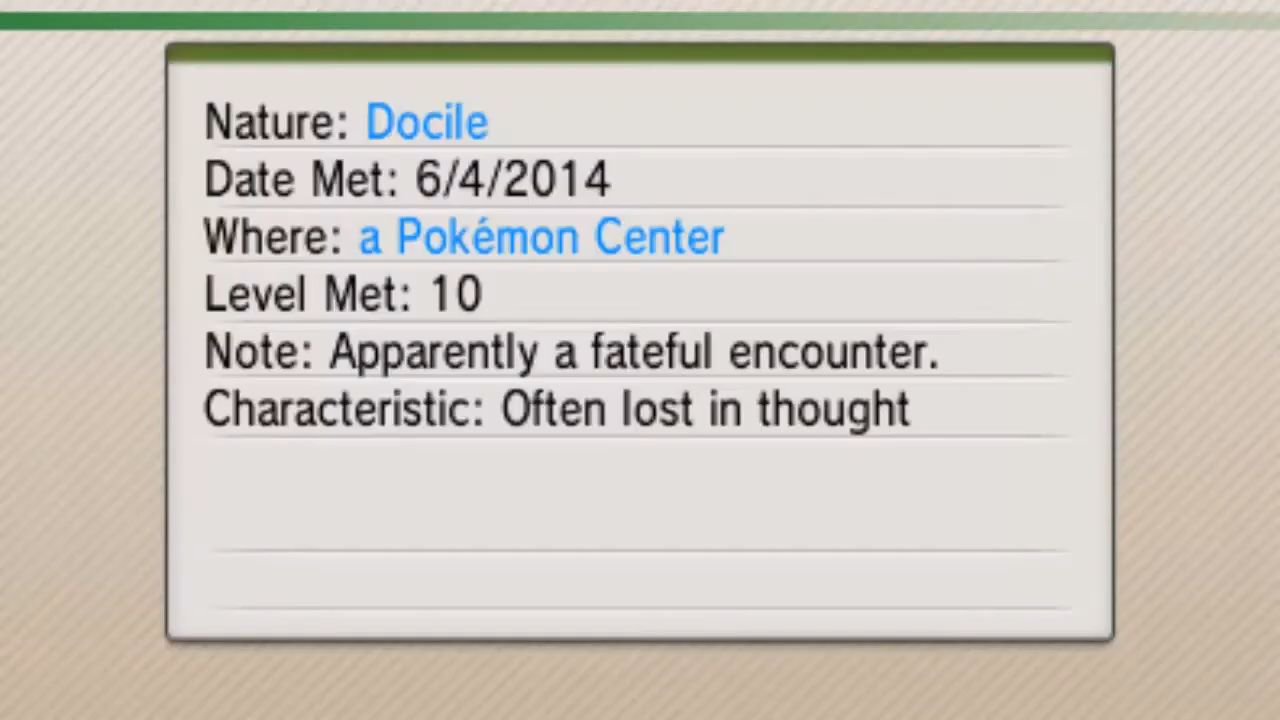 Nature: Docile
Date Met: 6/4/2014
Where: a Pokémon Center
Level Met: 10
Note: Apparently a fateful encounter.
Characteristic: Often lost in thought